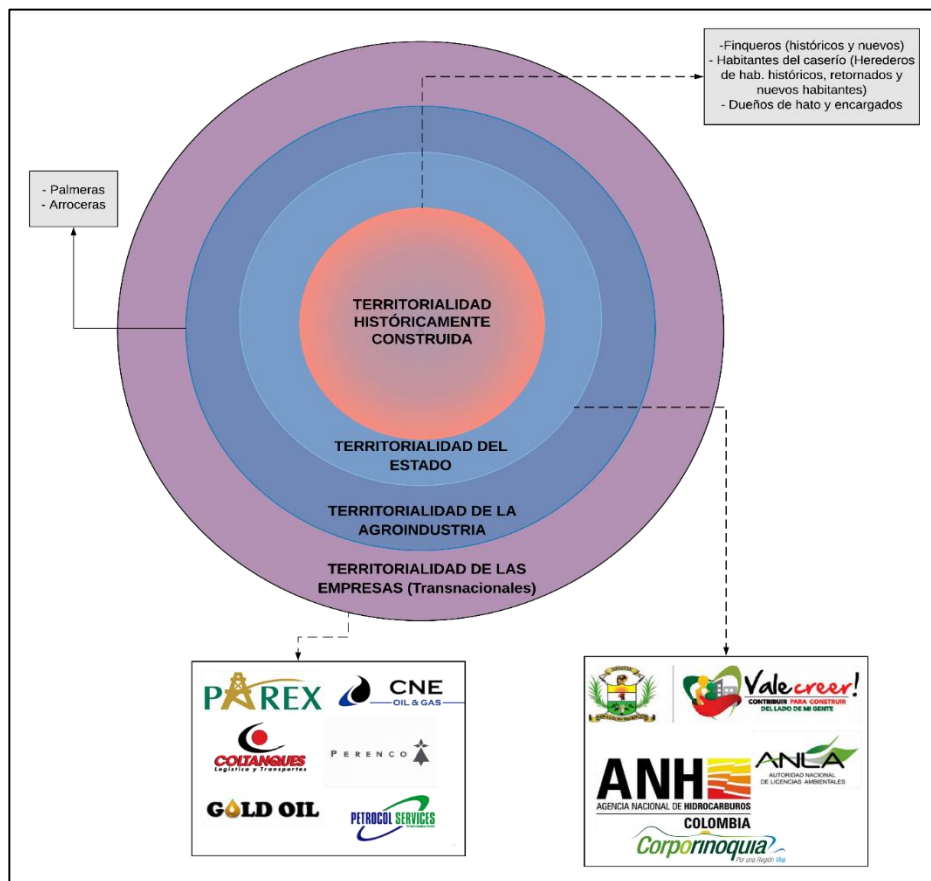 -Finqueros (históricos y nuevos)
- Habitantes del caserío (Herederos
de hab. históricos, retornados y
nuevos habitantes)
- Dueños de hato y encargados
- Palmeras
- Arroceras
TERRITORIALIDAD
HISTÓRICAMENTE
CONSTRUIDA
TERRITORIALIDAD DEL
ESTADO
TERRITORIALIDAD DE LA
AGROINDUSTRIA
TERRITORIALIDAD DE LAS
EMPRESAS (Transnacionales)
PAREX
CNE
OIL & GAS
COLTANQUES
Logística y Transportes
PERENCO
GOLD OIL
PETROCOL SERVICES
Vale creer!
CONTRIBUIR PARA CONSTRUIR
DEL LADO DE MI GENTE
ANH
AGENCIA NACIONAL DE HIDROCARBUROS
COLOMBIA
ANLA
AUTORIDAD NACIONAL
DE LICENCIAS AMBIENTALES
Corporinoquia
Por una Región Viva